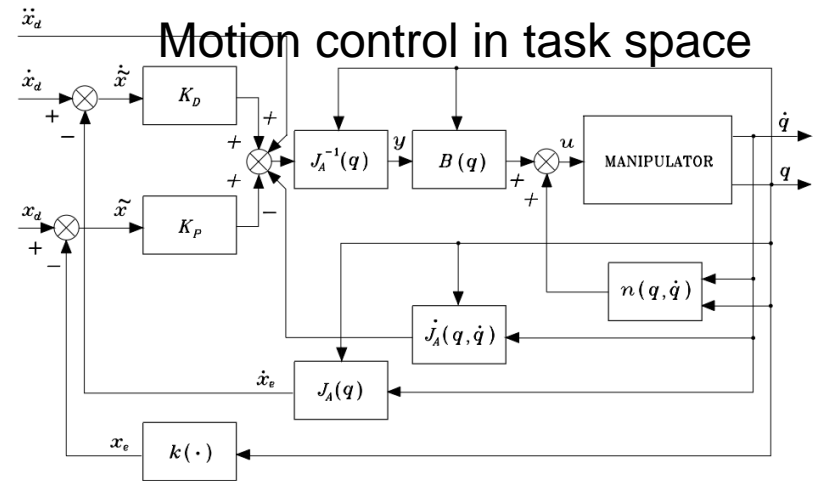 ẍ_d
Motion control in task space
ẋ_d
+
−
x̃̇
K_D
+
+
+
−
J_A⁻¹(q)
y
B(q)
+
+
u
MANIPULATOR
q̇
q
x_d
+
−
x̃
K_P
n(q,q̇)
J̇_A(q,q̇)
ẋ_e
J_A(q)
x_e
k(·)